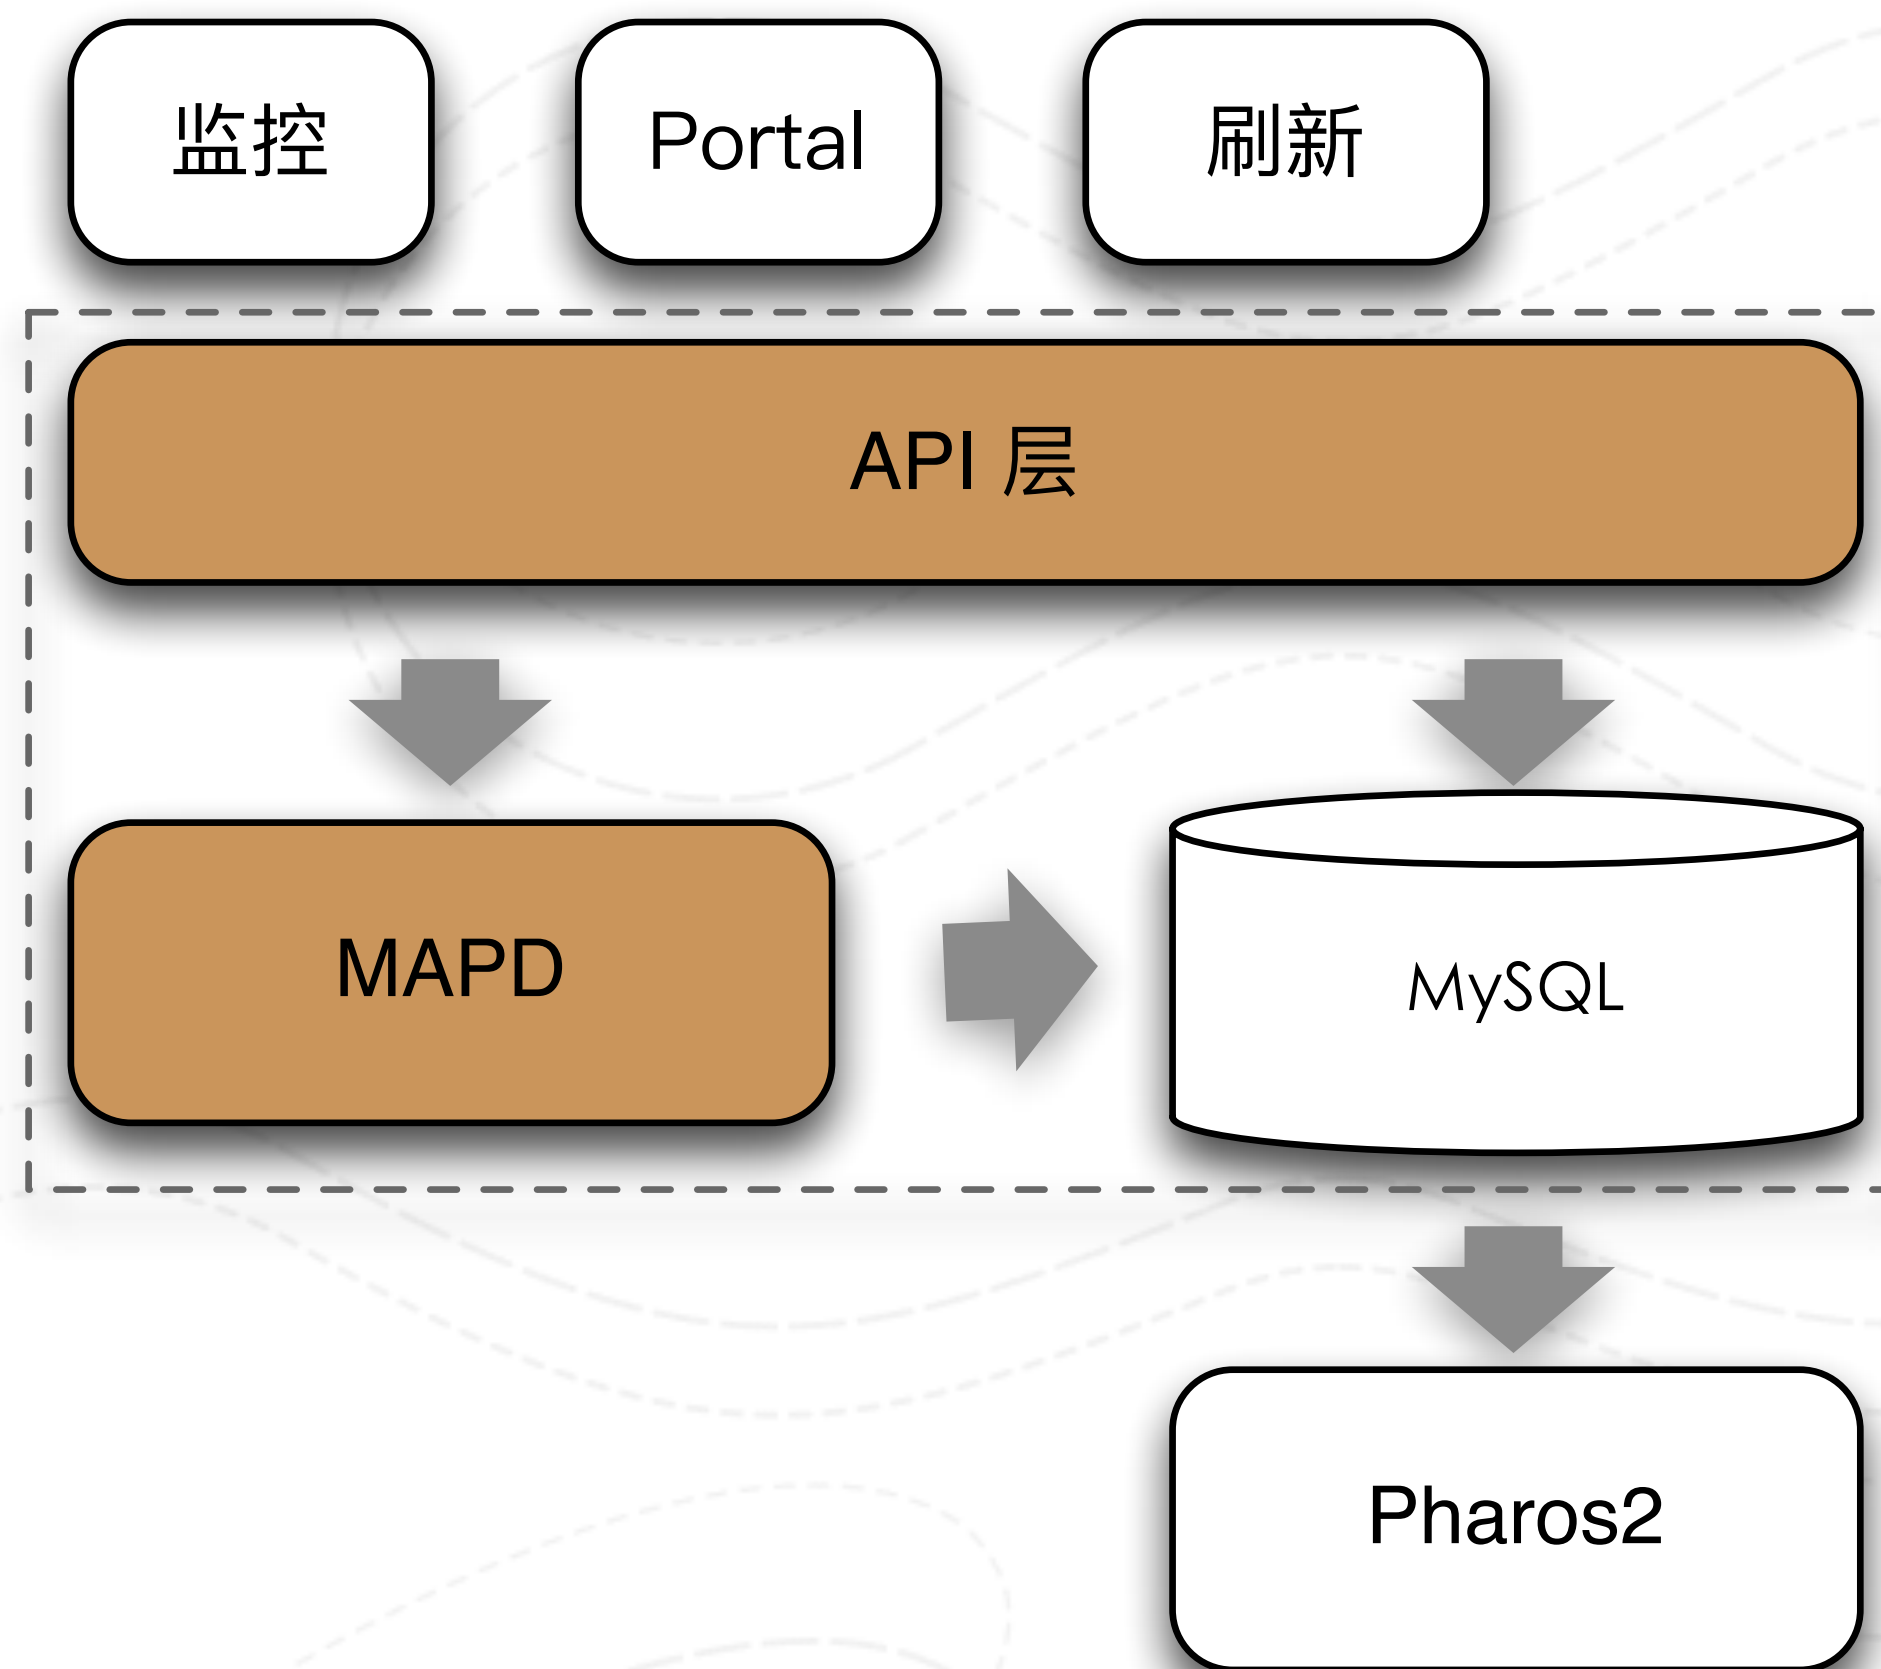 监控
Portal
刷新
API 层
MAPD
MySQL
Pharos2